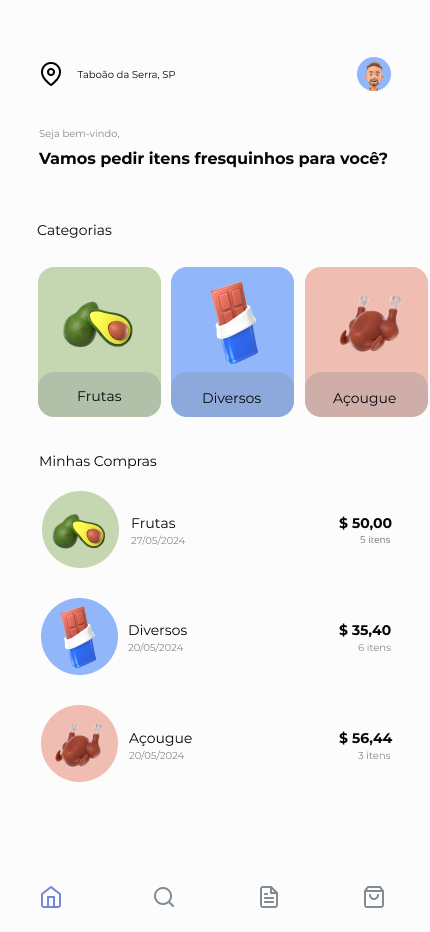 Taboão da Serra, SP
Seja bem-vindo,
Vamos pedir itens fresquinhos para você?
Categorias
Frutas
Diversos
Açougue
Minhas Compras
Frutas
$ 50,00
27/05/2024
5 itens
Diversos
$ 35,40
20/05/2024
6 itens
Açougue
$ 56,44
20/05/2024
3 itens